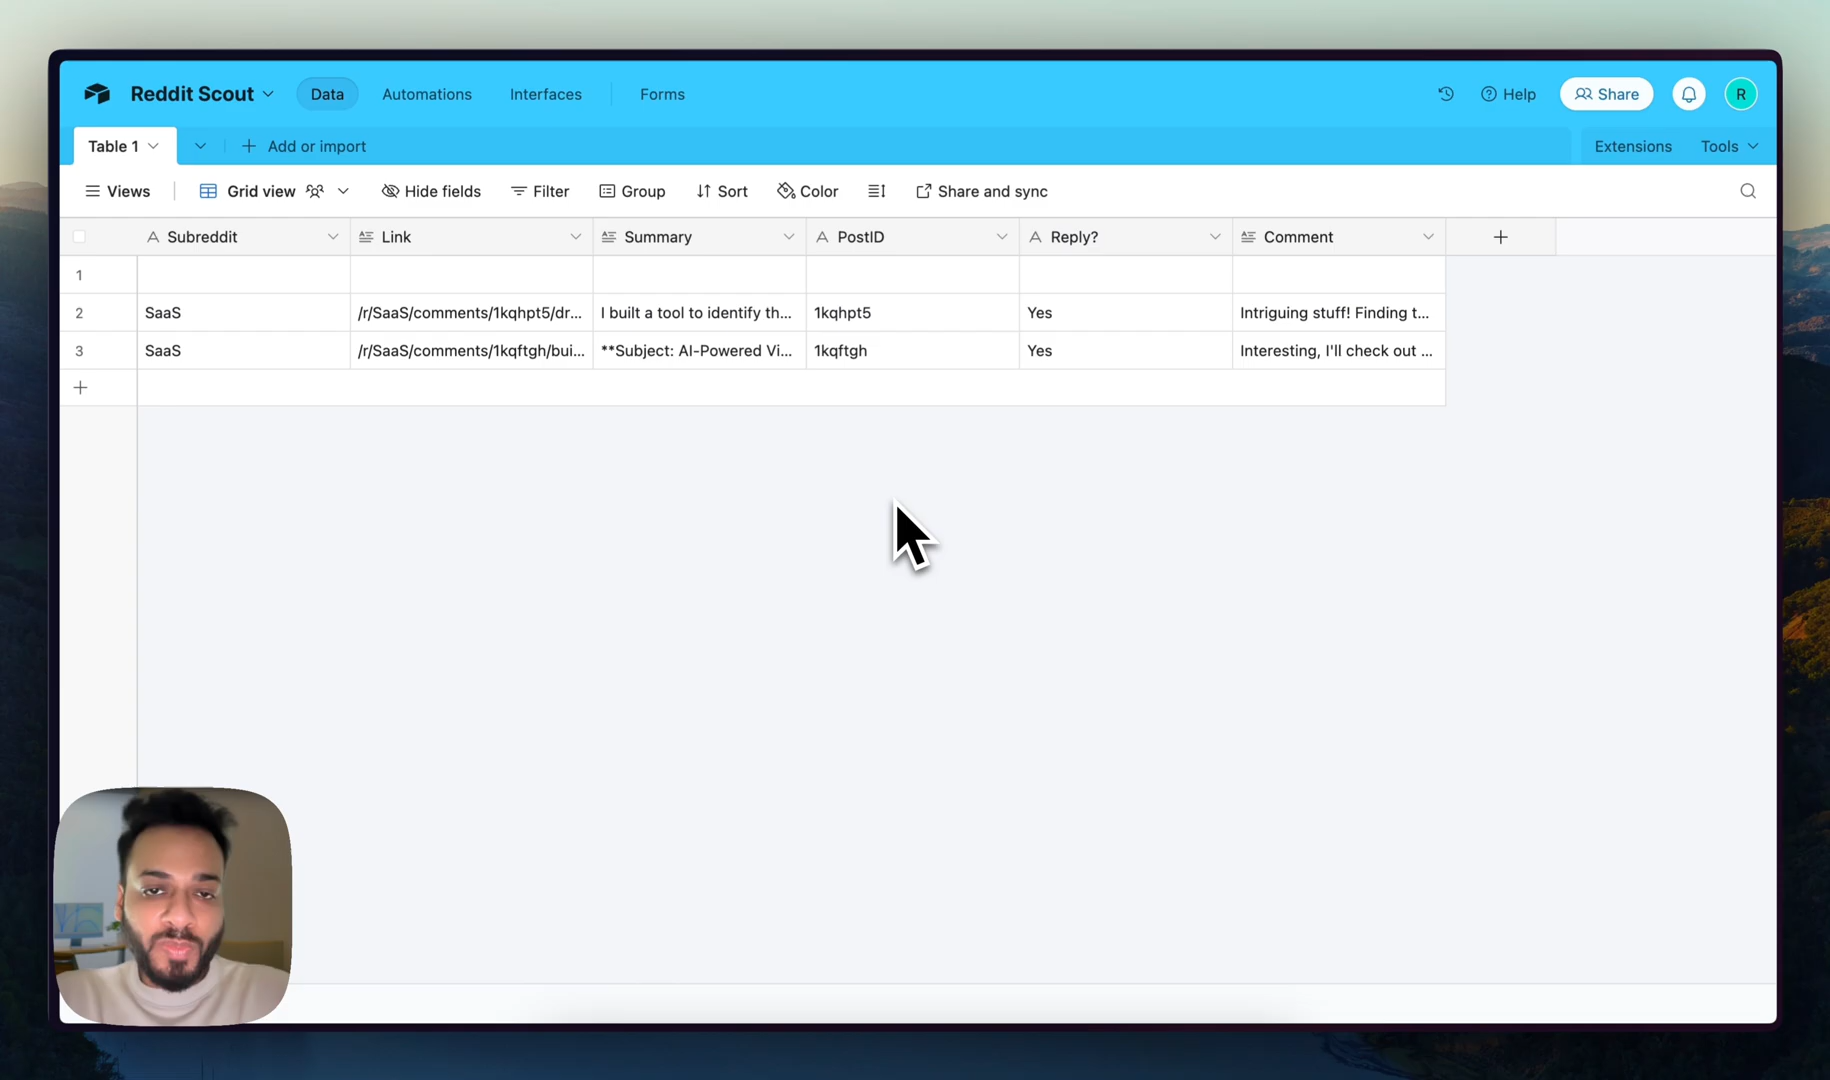 Reddit Scout Data Automations Interfaces Forms Help Share R
Table 1 Add or import Extensions Tools
Views Grid view Hide fields Filter Group Sort Color Share and sync
Subreddit Link Summary PostID Reply? Comment
1
2 SaaS /r/SaaS/comments/1kqhpt5/dr... I built a tool to identify th... 1kqhpt5 Yes Intriguing stuff! Finding t...
3 SaaS /r/SaaS/comments/1kqftgh/bui... **Subject: AI-Powered Vi... 1kqftgh Yes Interesting, I'll check out ...